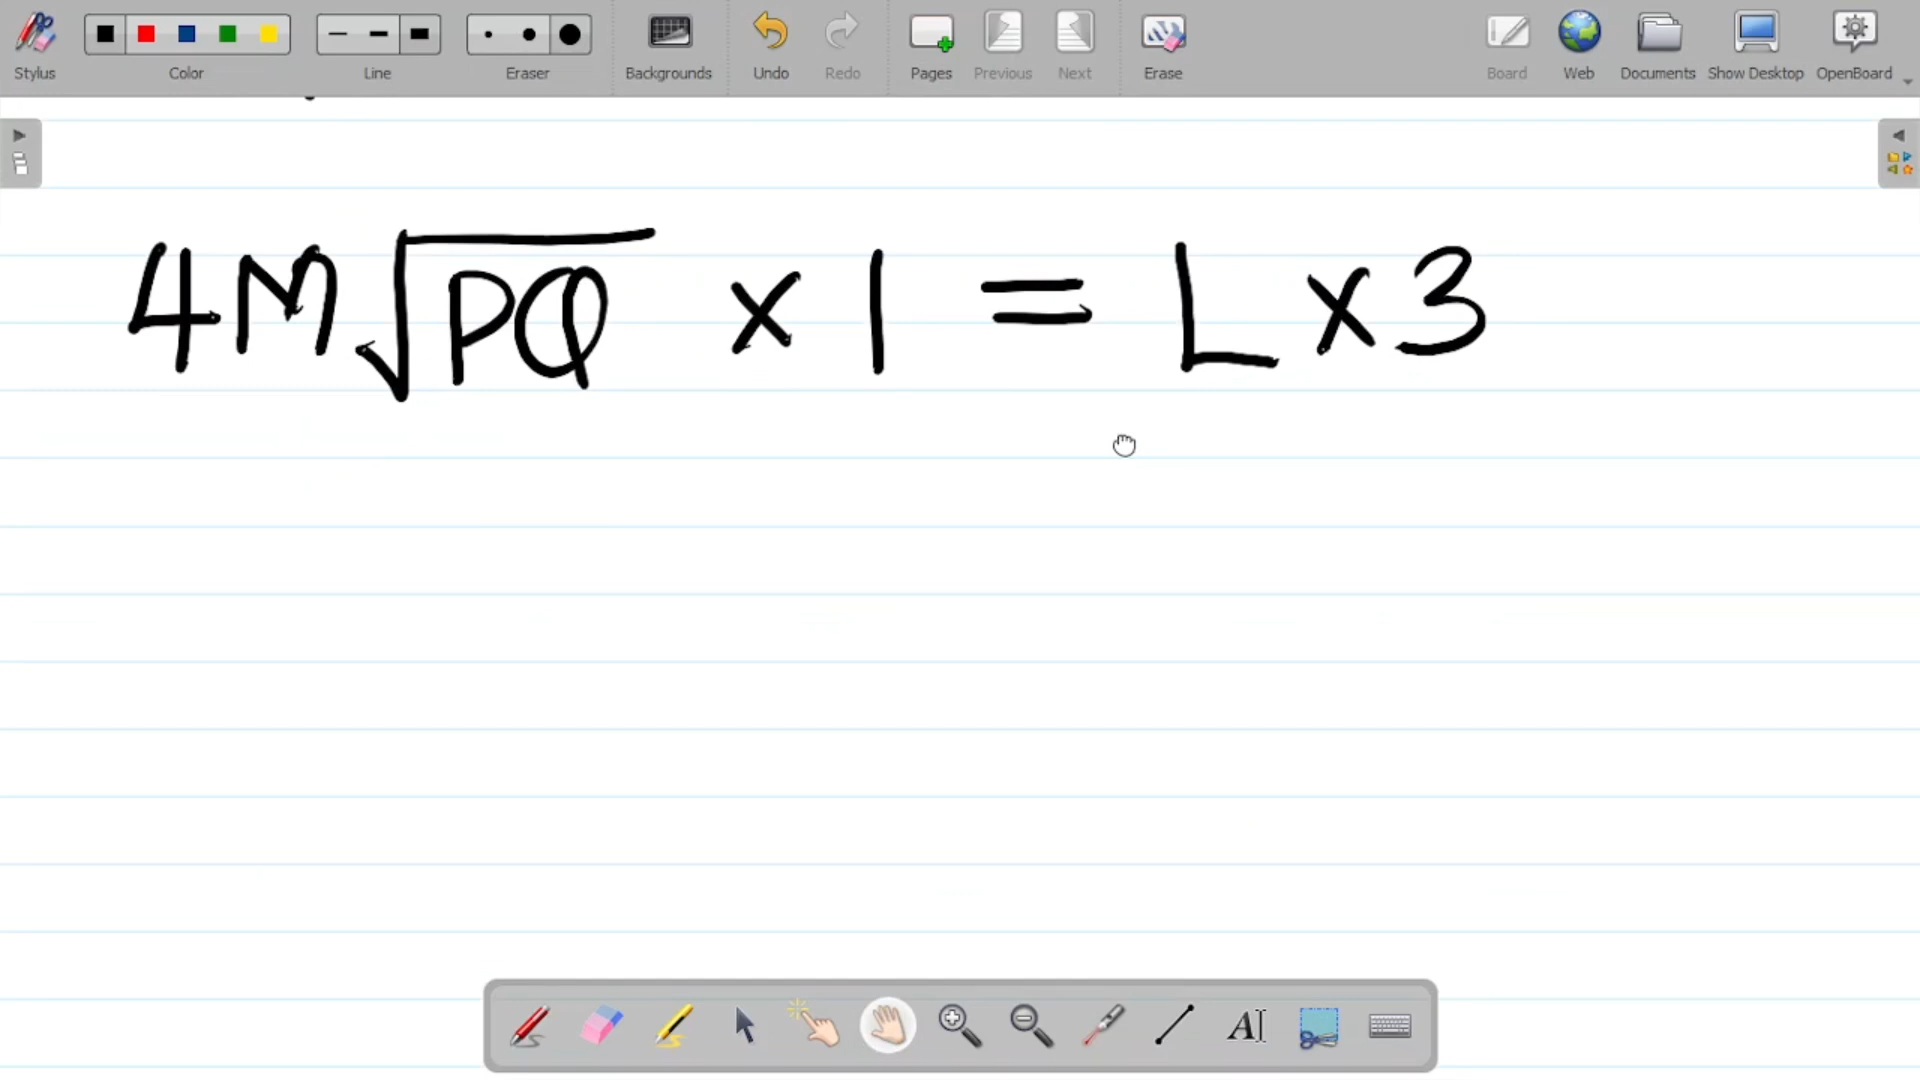 Stylus Color Line Eraser Backgrounds Undo Redo Pages Previous Next Erase Board Web Documents Show Desktop OpenBoard
4M√PQ × 1 = L × 3
AI